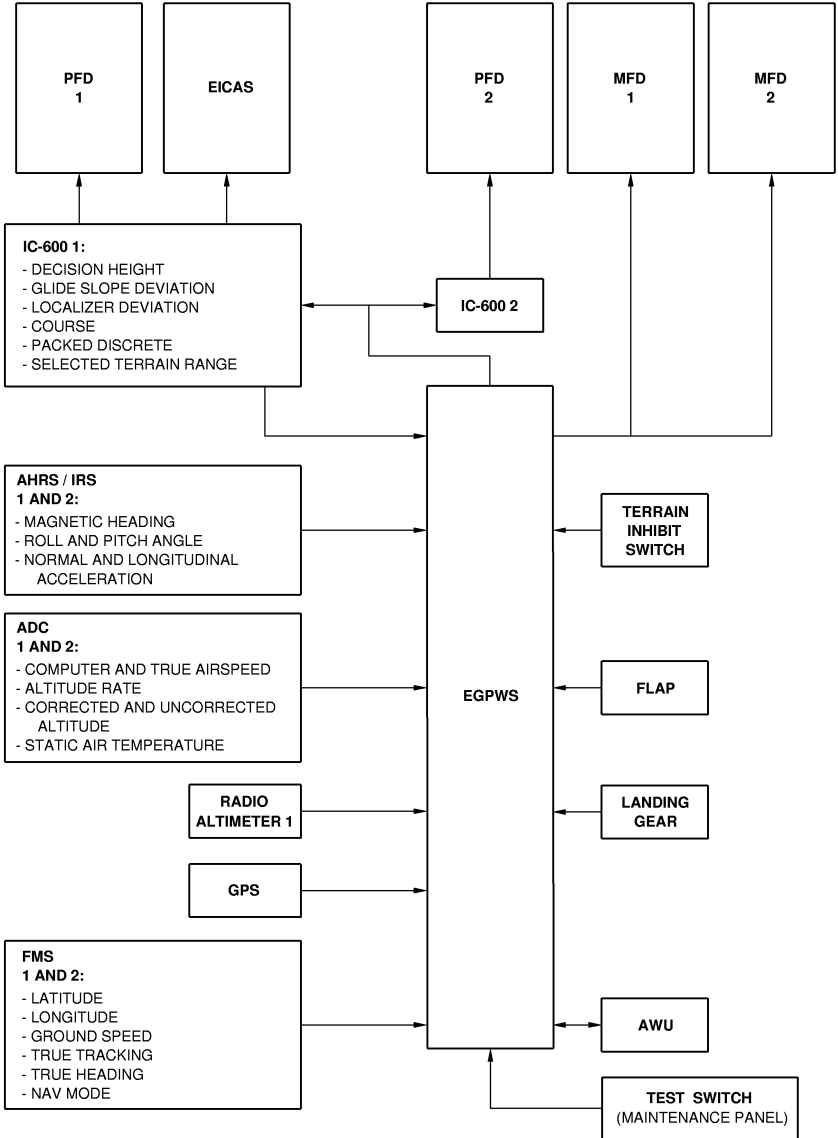 PFD
1
EICAS
PFD
2
MFD
1
MFD
2
IC-600 1:
- DECISION HEIGHT
- GLIDE SLOPE DEVIATION
- LOCALIZER DEVIATION
- COURSE
- PACKED DISCRETE
- SELECTED TERRAIN RANGE
IC-600 2
AHRS / IRS
1 AND 2:
- MAGNETIC HEADING
- ROLL AND PITCH ANGLE
- NORMAL AND LONGITUDINAL
ACCELERATION
TERRAIN
INHIBIT
SWITCH
ADC
1 AND 2:
- COMPUTER AND TRUE AIRSPEED
- ALTITUDE RATE
- CORRECTED AND UNCORRECTED
ALTITUDE
- STATIC AIR TEMPERATURE
EGPWS
FLAP
RADIO
ALTIMETER 1
LANDING
GEAR
GPS
FMS
1 AND 2:
- LATITUDE
- LONGITUDE
- GROUND SPEED
- TRUE TRACKING
- TRUE HEADING
- NAV MODE
AWU
TEST SWITCH
(MAINTENANCE PANEL)